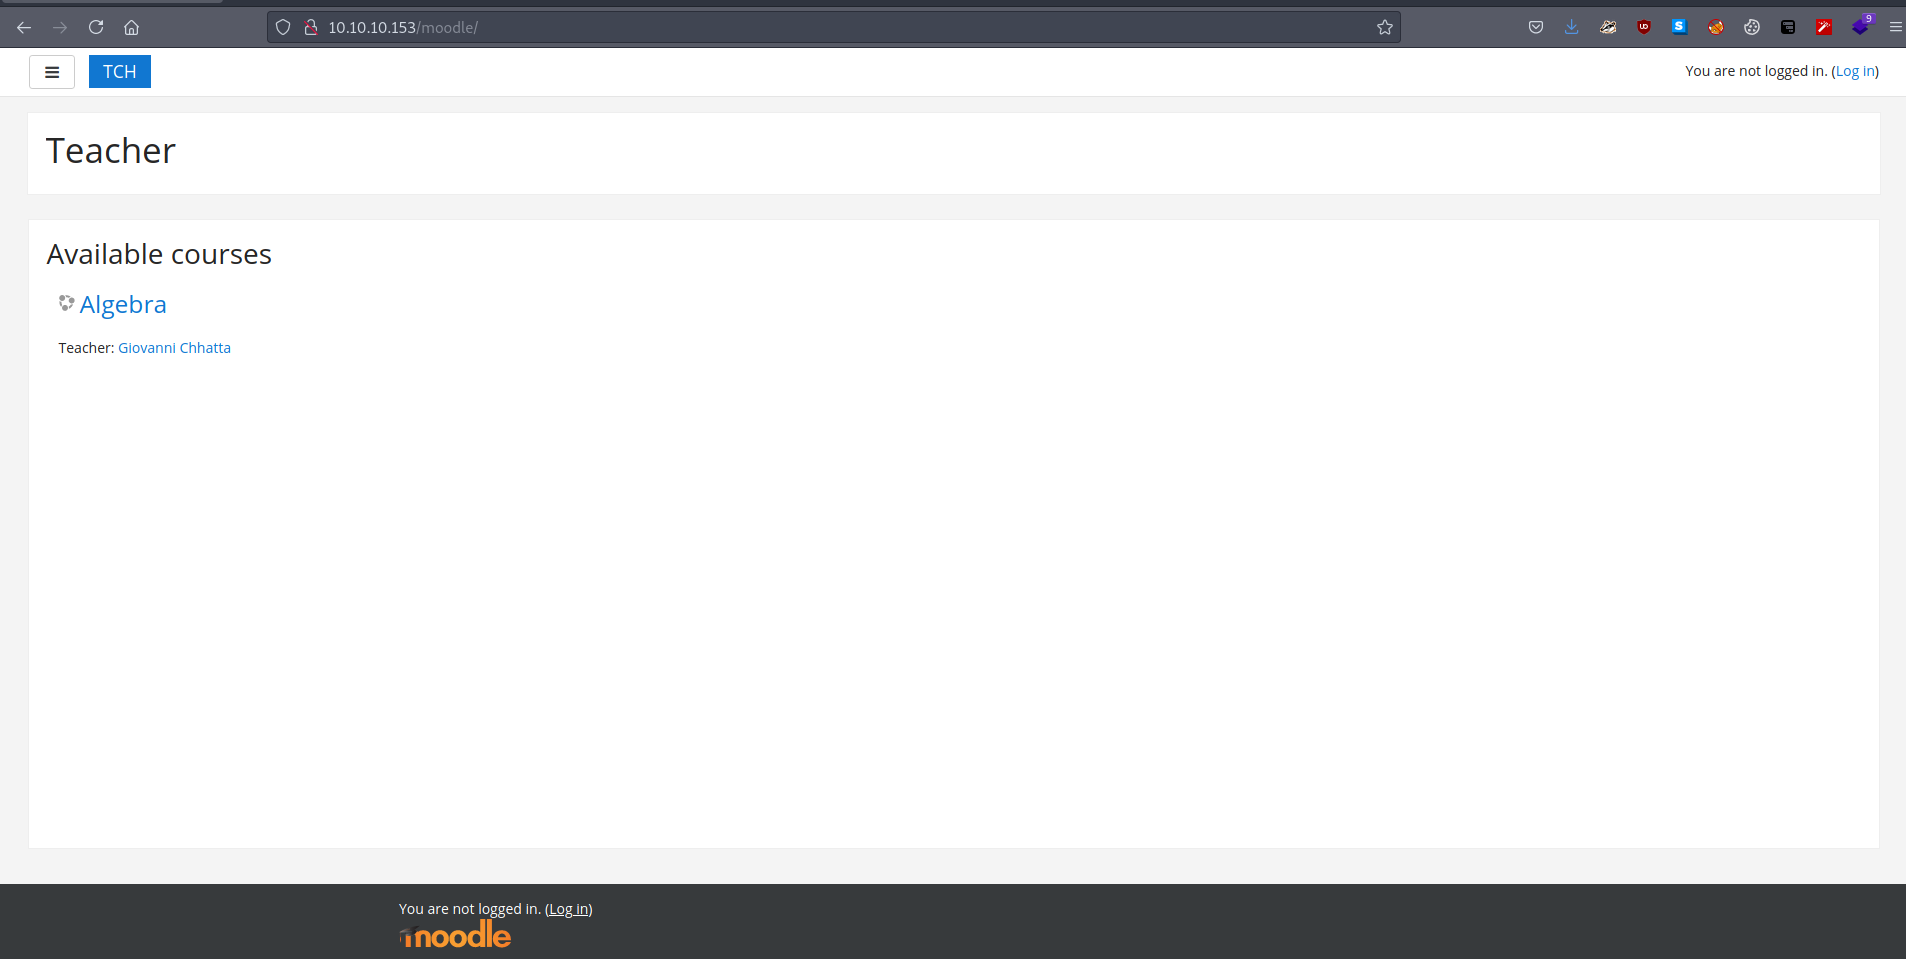 10.10.10.153/moodle/
9
TCH
You are not logged in. (Log in)
Teacher
Available courses
Algebra
Teacher: Giovanni Chhatta
You are not logged in. (Log in)
moodle